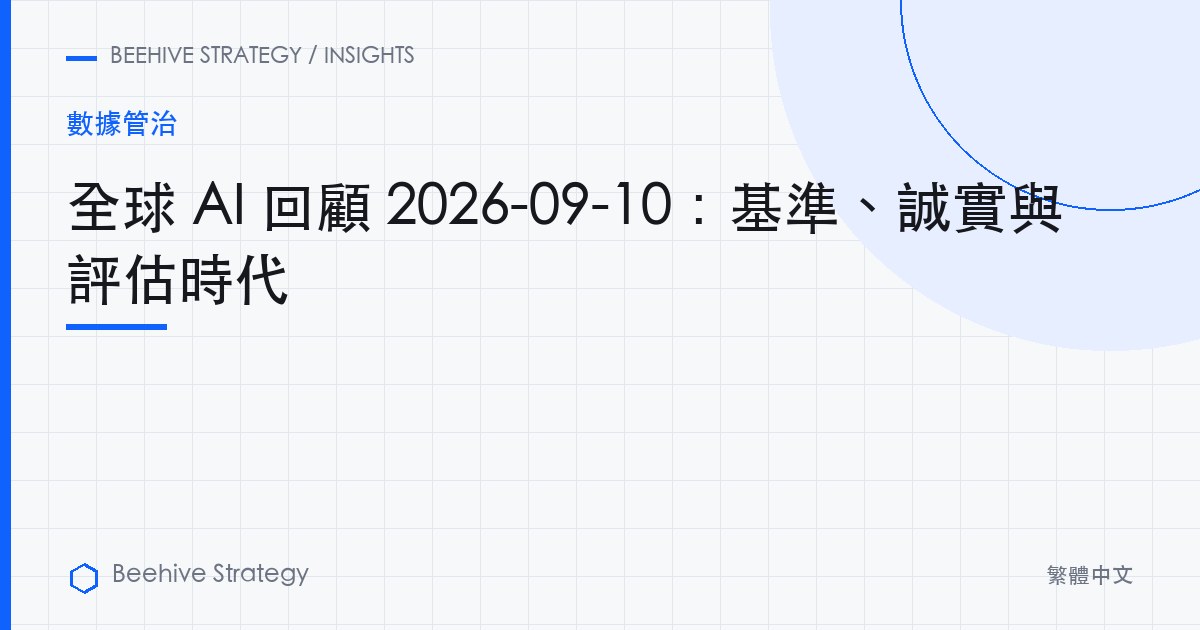 BEEHIVE STRATEGY / INSIGHTS
數據管治
全球 AI 回顧 2026-09-10：基準、誠實與
評估時代
Beehive Strategy
繁體中文